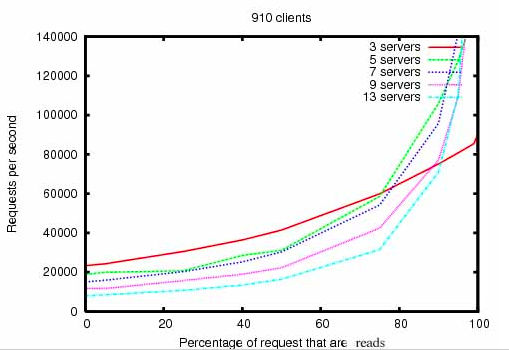 910 clients
140000
120000
100000
80000
60000
40000
20000
0
Requests per second
3 servers
5 servers
7 servers
9 servers
13 servers
0 20 40 60 80 100
Percentage of request that are reads